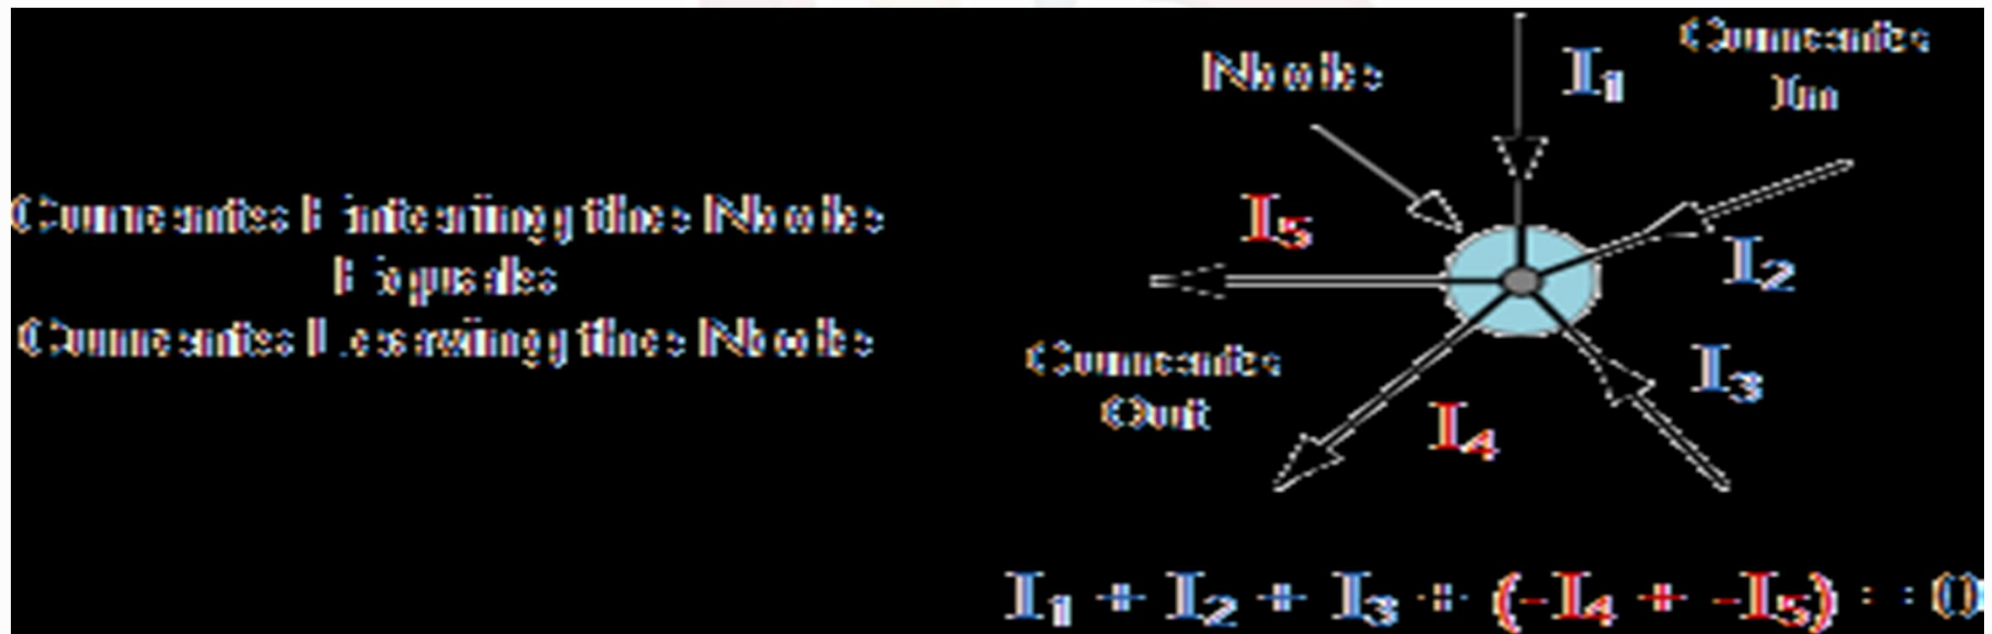 Currents Entering the Node
Equals
Currents Leaving the Node
Node
I1
Currents
In
I5
I2
Currents
Out
I3
I4
I1 + I2 + I3 + (-I4 + -I5) = 0